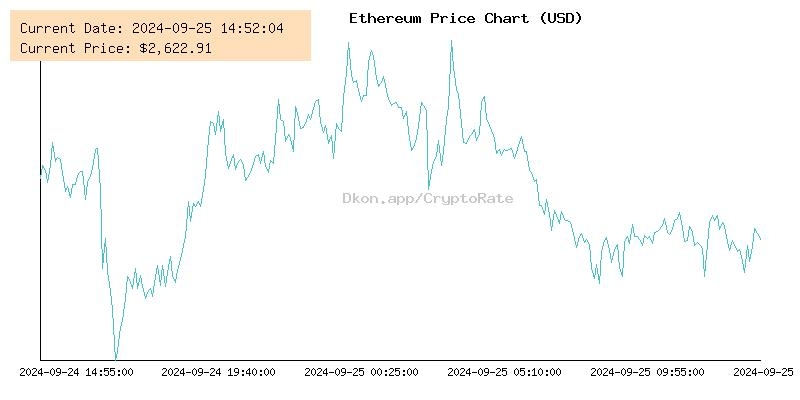 Ethereum Price Chart (USD)
Current Date: 2024-09-25 14:52:04
Current Price: $2,622.91
Dkon.app/CryptoRate
2024-09-24 14:55:00
2024-09-24 19:40:00
2024-09-25 00:25:00
2024-09-25 05:10:00
2024-09-25 09:55:00
2024-09-25